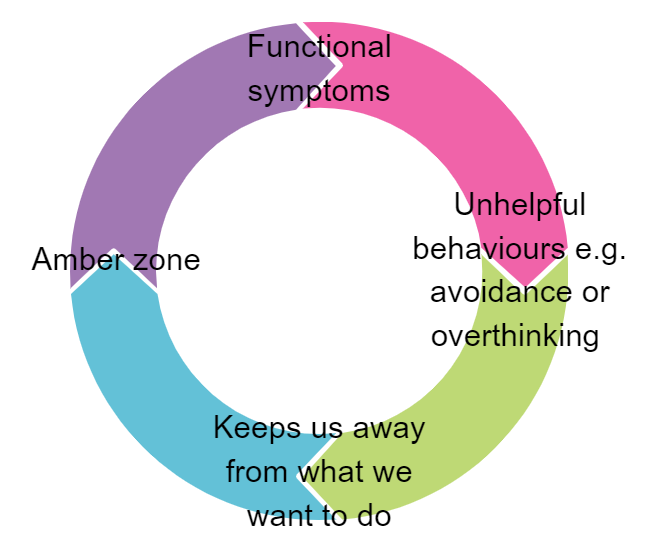 Functional
symptoms
Unhelpful
behaviours e.g.
avoidance or
overthinking
Keeps us away
from what we
want to do
Amber zone